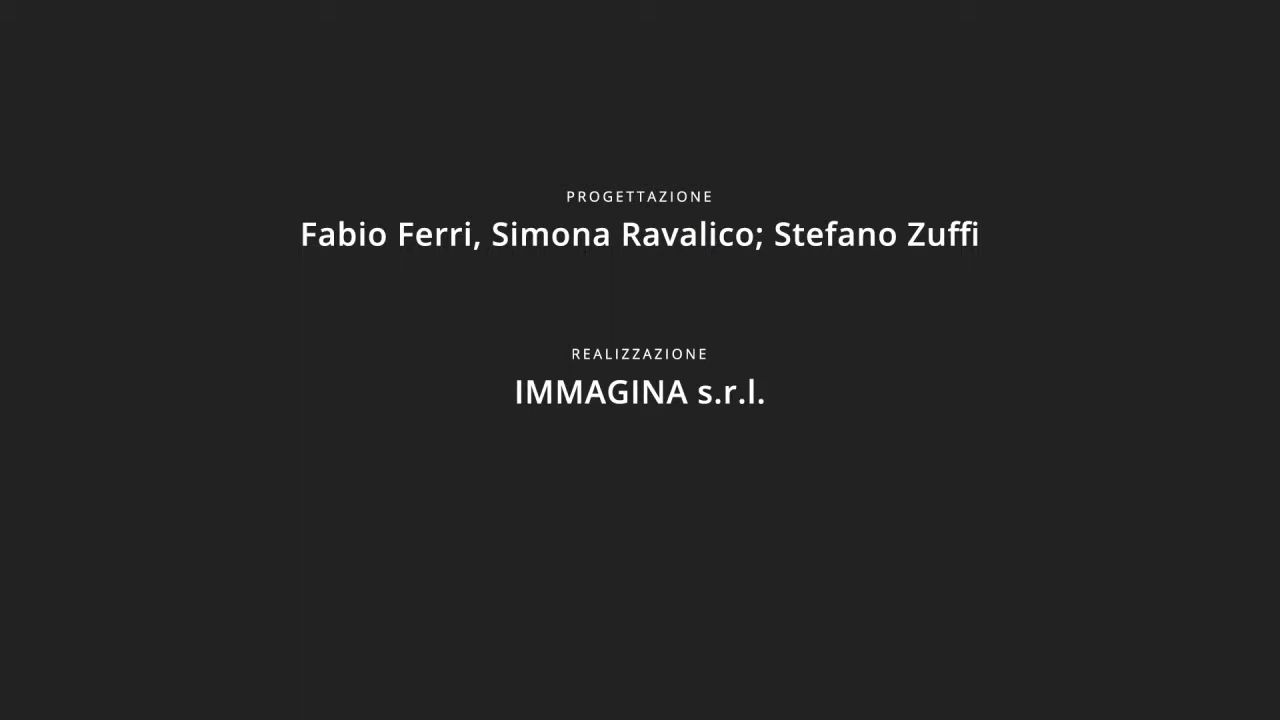 PROGETTAZIONE
Fabio Ferri, Simona Ravalico; Stefano Zuffi
REALIZZAZIONE
IMMAGINA s.r.l.